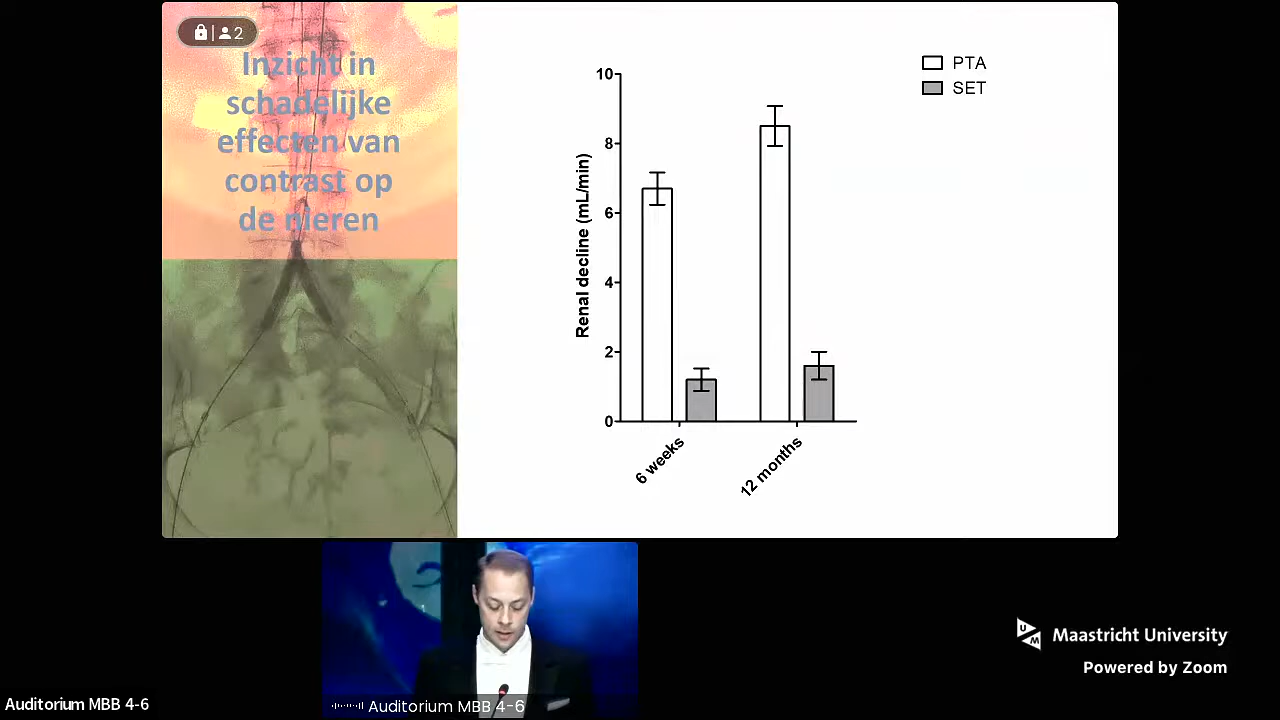 2
Inzicht in
schadelijke
effecten van
contrast op
de nieren
PTA
SET
Renal decline (mL/min)
10
8
6
4
2
0
6 weeks
12 months
Auditorium MBB 4-6
UM Maastricht University
Powered by Zoom
Auditorium MBB 4-6